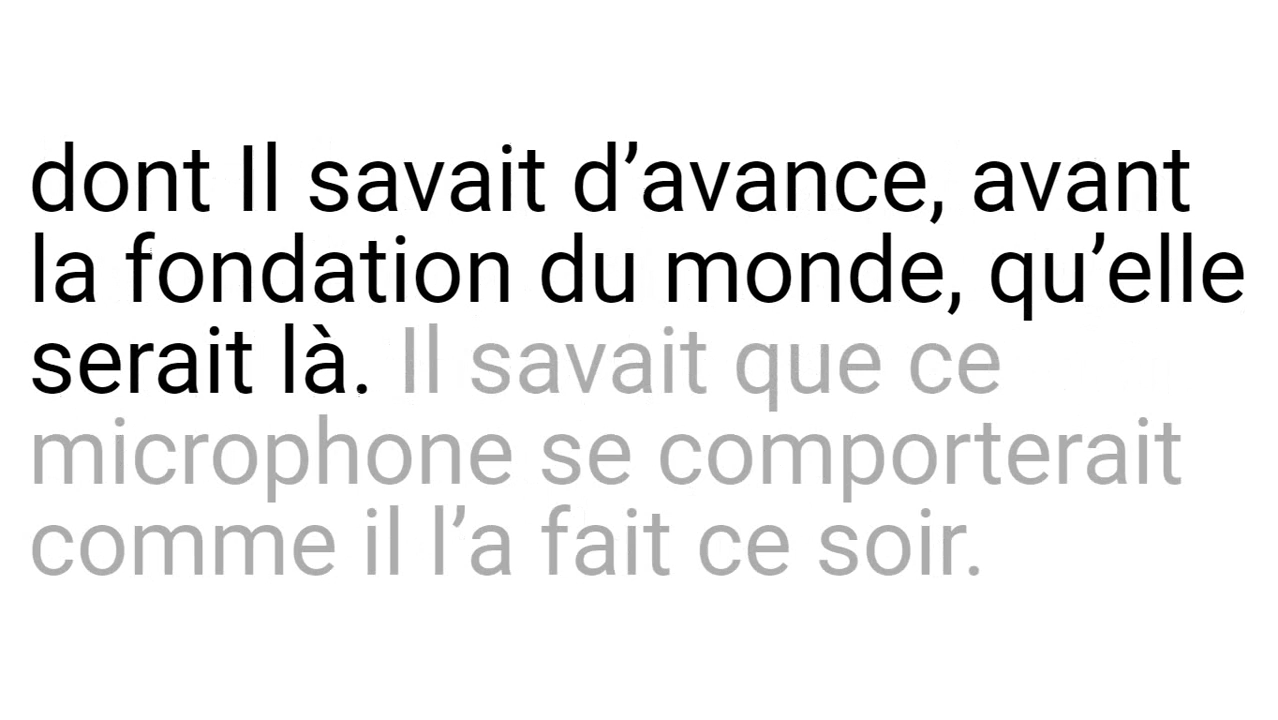 dont Il savait d’avance, avant
la fondation du monde, qu’elle
serait là. Il savait que ce
microphone se comporterait
comme il l’a fait ce soir.